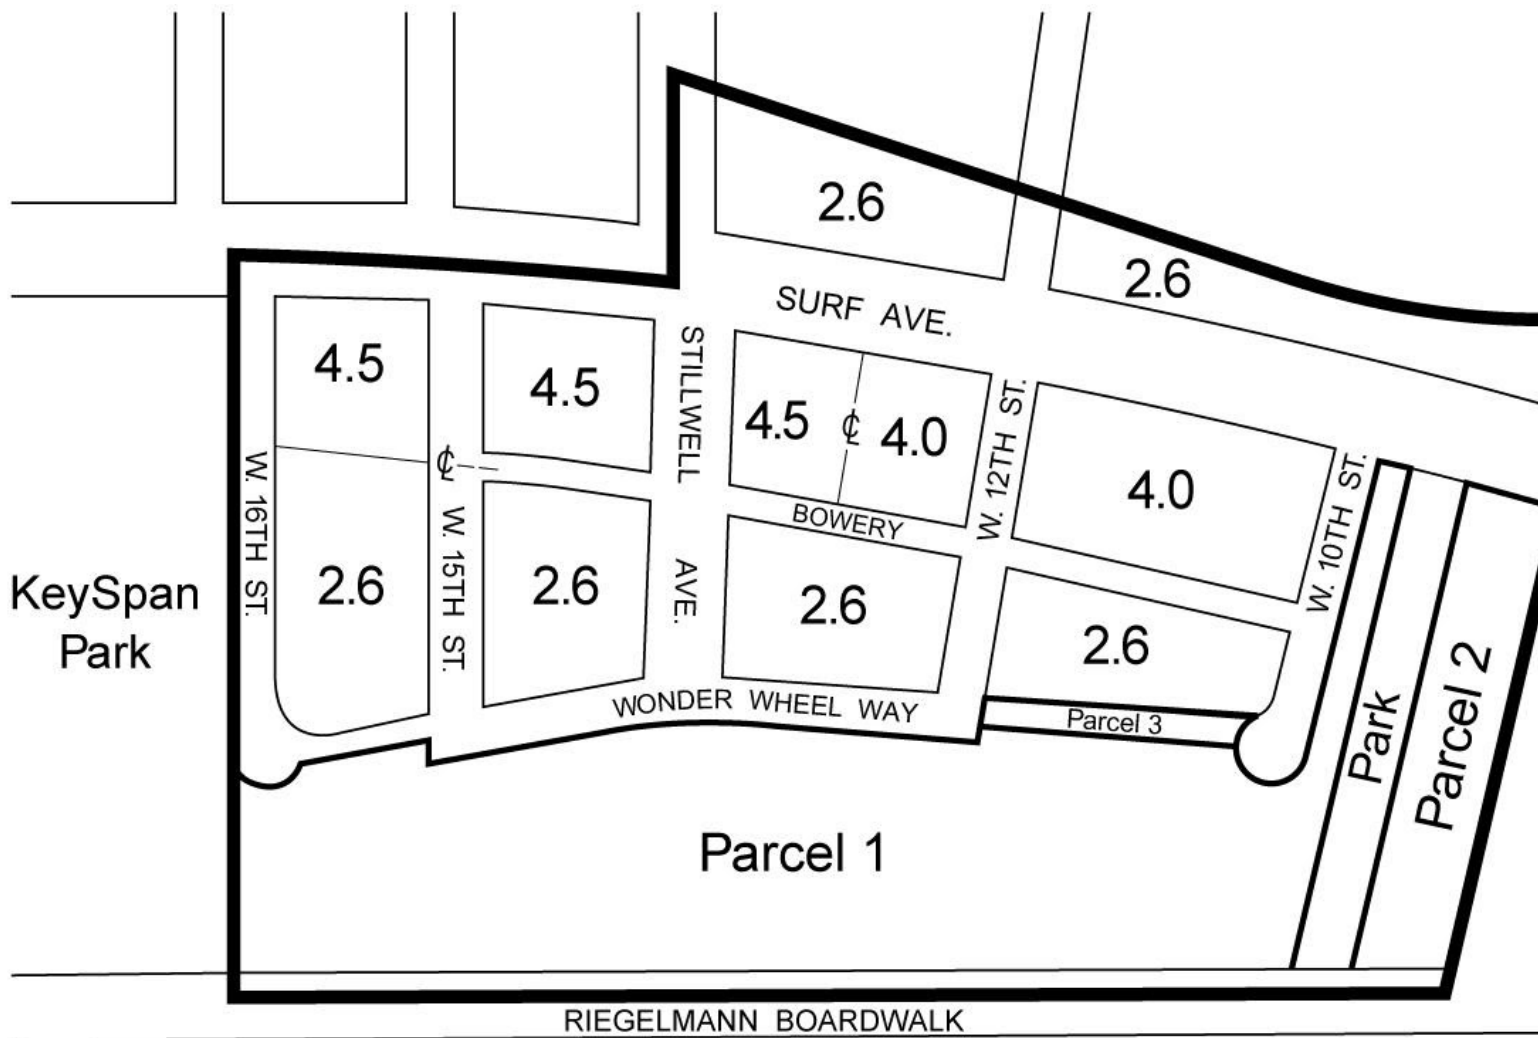 2.6
2.6
SURF AVE.
4.5
4.5
STILLWELL
4.5
℄
4.0
W. 12TH ST.
4.0
℄
BOWERY
W. 16TH ST.
W. 15TH ST.
AVE.
W. 10TH ST.
KeySpan
Park
2.6
2.6
2.6
2.6
WONDER WHEEL WAY
Parcel 3
Park
Parcel 2
Parcel 1
RIEGELMANN BOARDWALK